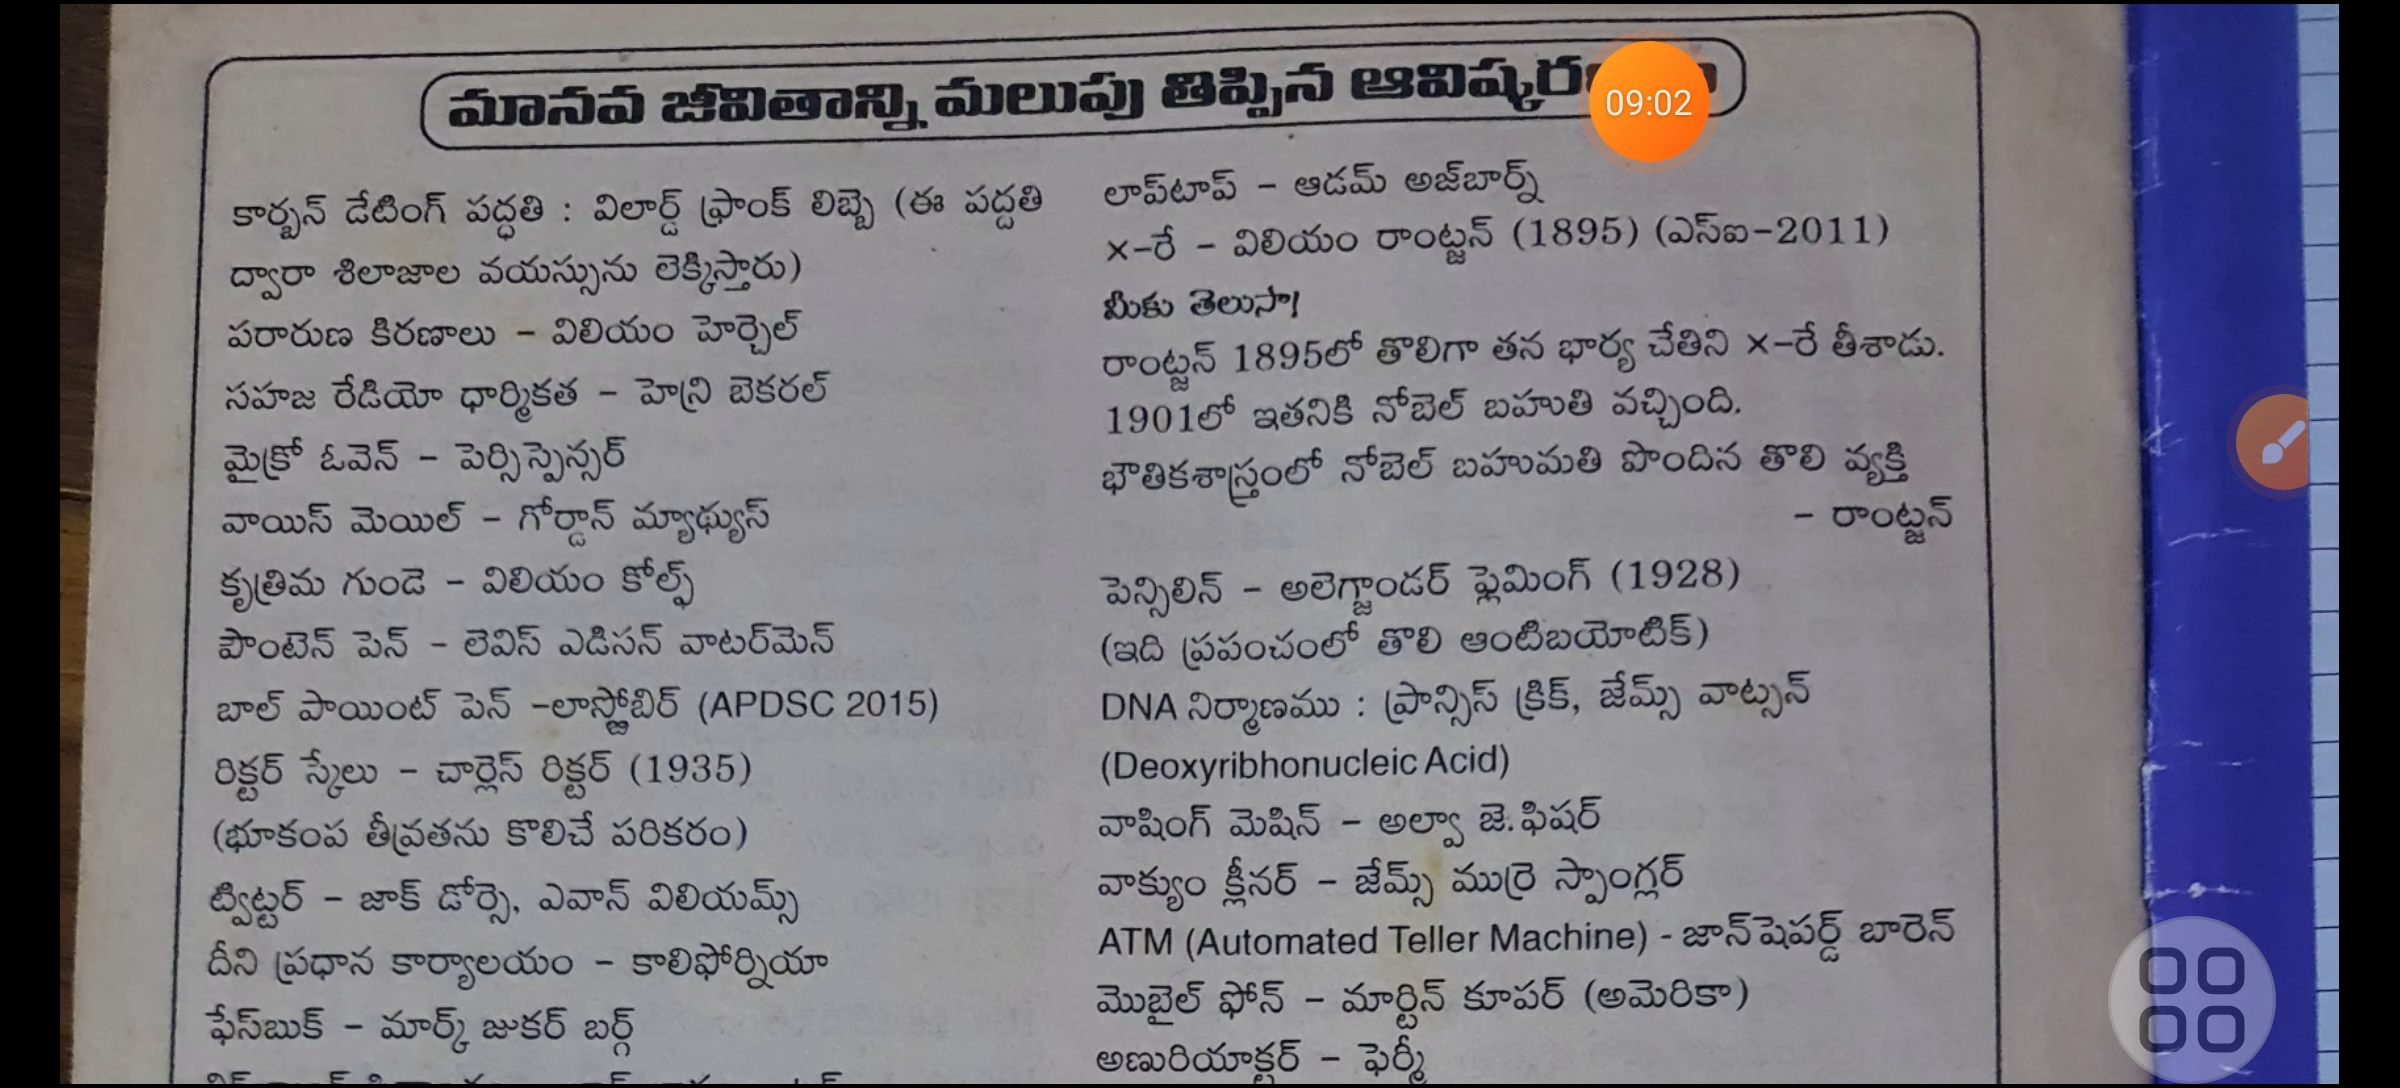 మానవ జీవితాన్ని మలుపు తిప్పిన
09:02
కార్బన్ డేటింగ్ పద్ధతి : విలార్డ్ ఫ్రాంక్ లిబ్బె (ఈ పద్దతి
ద్వారా శిలాజాల వయస్సును లెక్కిస్తారు)
పరారుణ కిరణాలు – విలియం హెర్చెల్
సహజ రేడియో ధార్మికత – హెన్రి బెకరల్
మైక్రో ఓవెన్ – పెర్సిస్పెన్సర్
వాయిస్ మెయిల్ – గోర్డాన్ మ్యాథ్యుస్
కృత్రిమ గుండె – విలియం కోల్ఫ్
పౌంటెన్ పెన్ – లెవిస్ ఎడిసన్ వాటర్‌మెన్
బాల్ పాయింట్ పెన్ –లాస్జోబిర్ (APDSC 2015)
రిక్టర్ స్కేలు – చార్లెస్ రిక్టర్ (1935)
(భూకంప తీవ్రతను కొలిచే పరికరం)
ట్విట్టర్ – జాక్ డోర్సె, ఎవాన్ విలియమ్స్
దీని ప్రధాన కార్యాలయం – కాలిఫోర్నియా
ఫేస్‌బుక్ – మార్క్ జుకర్ బర్గ్
లాప్‌టాప్ – ఆడమ్ అజ్‌బార్న్
x–రే – విలియం రాంట్జన్ (1895) (ఎస్ఐ–2011)
మీకు తెలుసా!
రాంట్జన్ 1895లో తొలిగా తన భార్య చేతిని x–రే తీశాడు.
1901లో ఇతనికి నోబెల్ బహుతి వచ్చింది.
భౌతికశాస్త్రంలో నోబెల్ బహుమతి పొందిన తొలి వ్యక్తి
– రాంట్జన్
పెన్సిలిన్ – అలెగ్జాండర్ ఫ్లెమింగ్ (1928)
(ఇది ప్రపంచంలో తొలి ఆంటిబయోటిక్)
DNA నిర్మాణము : ఫ్రాన్సిస్ క్రిక్, జేమ్స్ వాట్సన్
(Deoxyribhonucleic Acid)
వాషింగ్ మెషిన్ – అల్వా జె.ఫిషర్
వాక్యుం క్లీనర్ – జేమ్స్ ముర్రె స్పాంగ్లర్
ATM (Automated Teller Machine) - జాన్‌షెపర్డ్ బారెన్
మొబైల్ ఫోన్ – మార్టిన్ కూపర్ (అమెరికా)
అణురియాక్టర్ – ఫెర్మీ